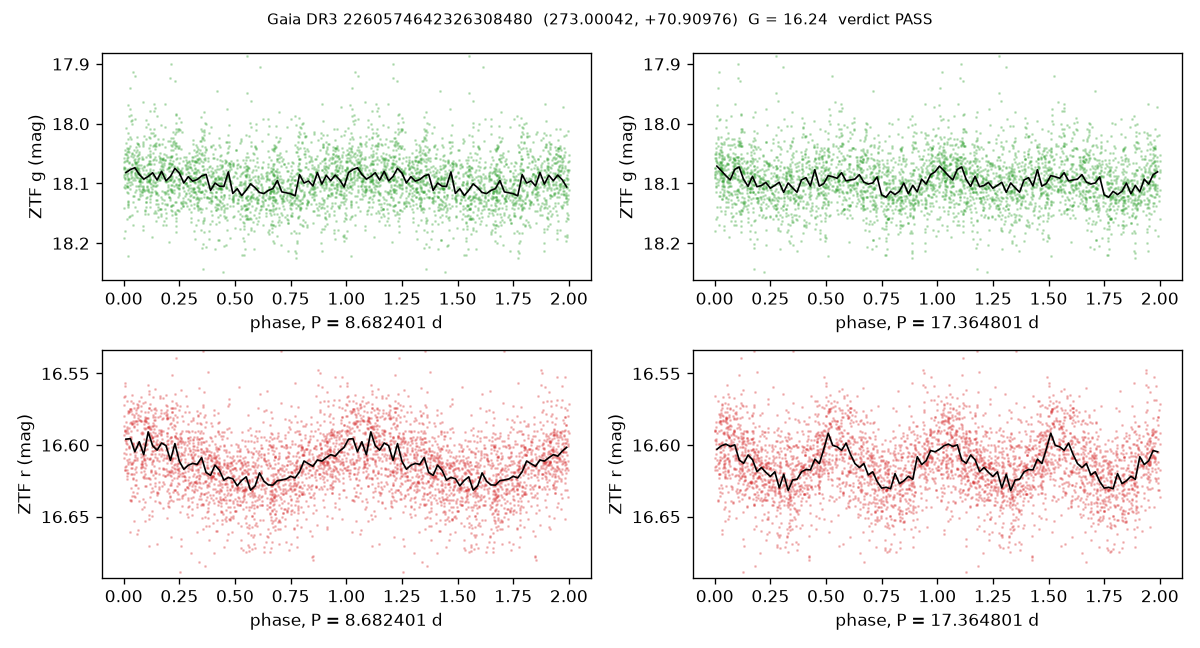 Gaia DR3 2260574642326308480 (273.00042, +70.90976) G = 16.24 verdict PASS
ZTF g (mag)
17.9
18.0
18.1
18.2
0.00 0.25 0.50 0.75 1.00 1.25 1.50 1.75 2.00
phase, P = 8.682401 d
ZTF g (mag)
17.9
18.0
18.1
18.2
0.00 0.25 0.50 0.75 1.00 1.25 1.50 1.75 2.00
phase, P = 17.364801 d
ZTF r (mag)
16.55
16.60
16.65
0.00 0.25 0.50 0.75 1.00 1.25 1.50 1.75 2.00
phase, P = 8.682401 d
ZTF r (mag)
16.55
16.60
16.65
0.00 0.25 0.50 0.75 1.00 1.25 1.50 1.75 2.00
phase, P = 17.364801 d